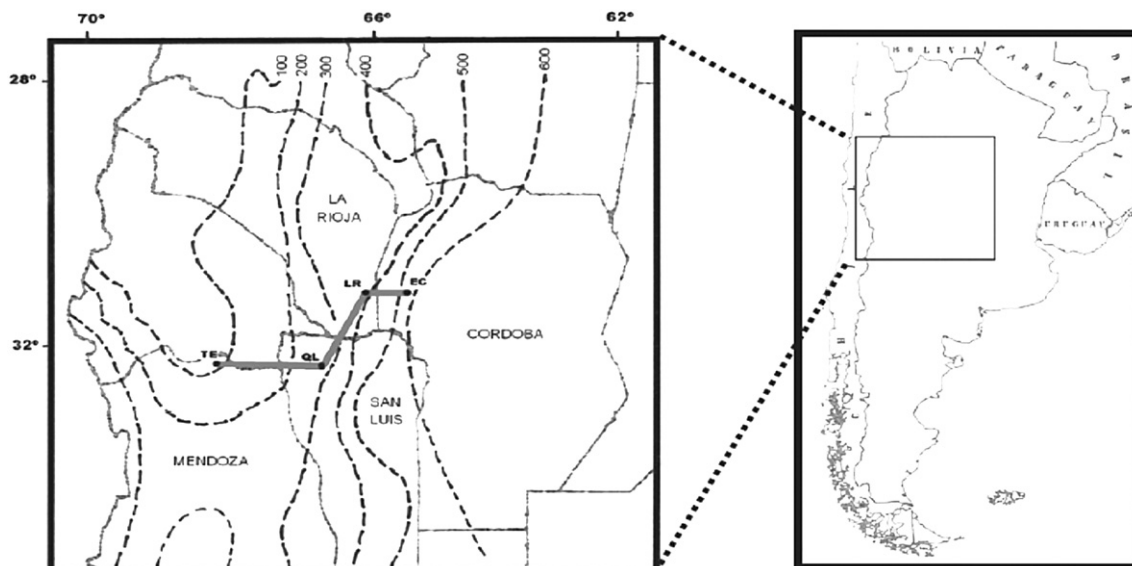 70°
66°
62°
28°
32°
100
200
300
400
500
600
LA
RIOJA
LR
EC
TE
QL
CORDOBA
SAN
LUIS
MENDOZA
BOLIVIA
PARAGUAY
BRASIL
URUGUAY